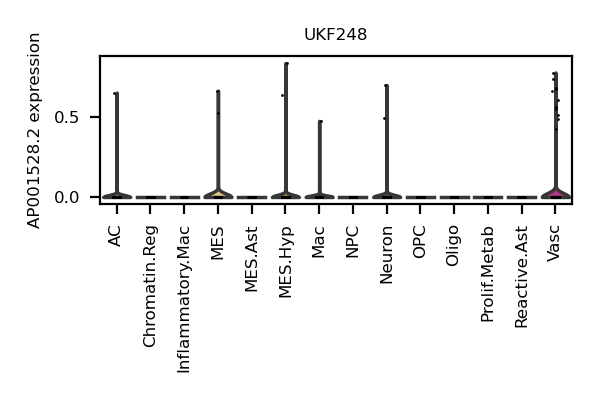 UKF248
AP001528.2 expression
0.5
0.0
AC
Chromatin.Reg
Inflammatory.Mac
MES
MES.Ast
MES.Hyp
Mac
NPC
Neuron
OPC
Oligo
Prolif.Metab
Reactive.Ast
Vasc